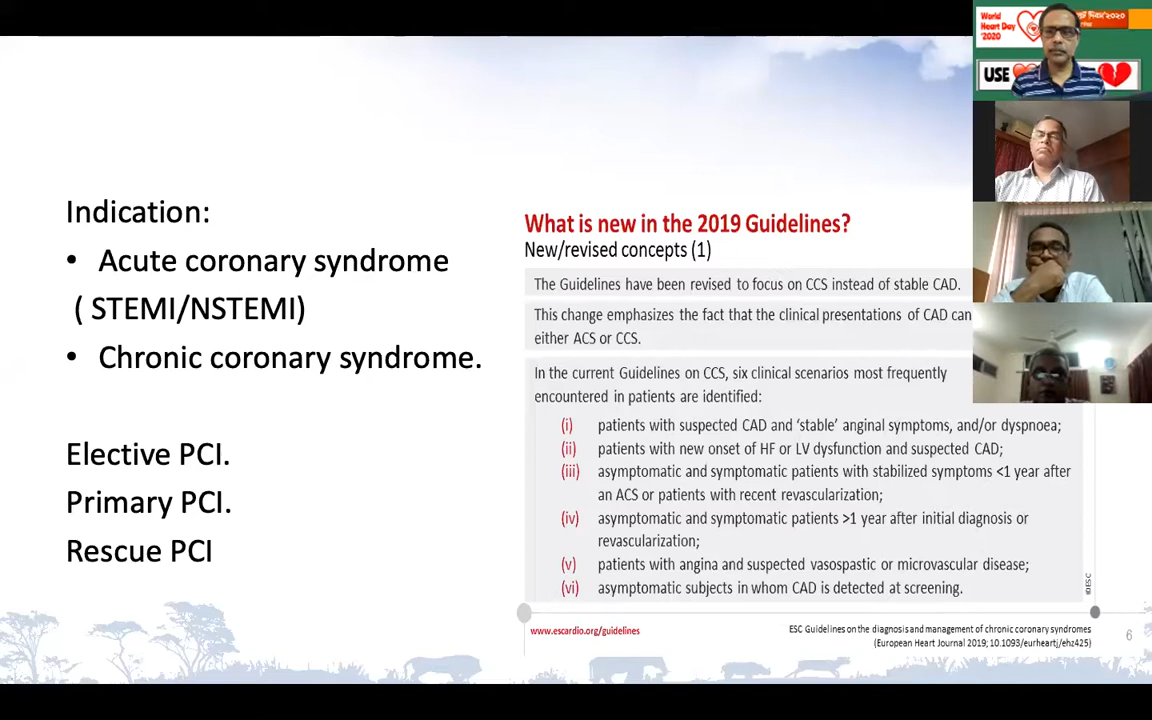 Indication:
• Acute coronary syndrome
( STEMI/NSTEMI)
• Chronic coronary syndrome.
Elective PCI.
Primary PCI.
Rescue PCI
What is new in the 2019 Guidelines?
New/revised concepts (1)
The Guidelines have been revised to focus on CCS instead of stable CAD.
This change emphasizes the fact that the clinical presentations of CAD can
either ACS or CCS.
In the current Guidelines on CCS, six clinical scenarios most frequently
encountered in patients are identified:
(i) patients with suspected CAD and ‘stable’ anginal symptoms, and/or dyspnoea;
(ii) patients with new onset of HF or LV dysfunction and suspected CAD;
(iii) asymptomatic and symptomatic patients with stabilized symptoms <1 year after
an ACS or patients with recent revascularization;
(iv) asymptomatic and symptomatic patients >1 year after initial diagnosis or
revascularization;
(v) patients with angina and suspected vasospastic or microvascular disease;
(vi) asymptomatic subjects in whom CAD is detected at screening.
©ESC
www.escardio.org/guidelines
ESC Guidelines on the diagnosis and management of chronic coronary syndromes
(European Heart Journal 2019; 10.1093/eurheartj/ehz425)
6
World
Heart Day
'2020
USE